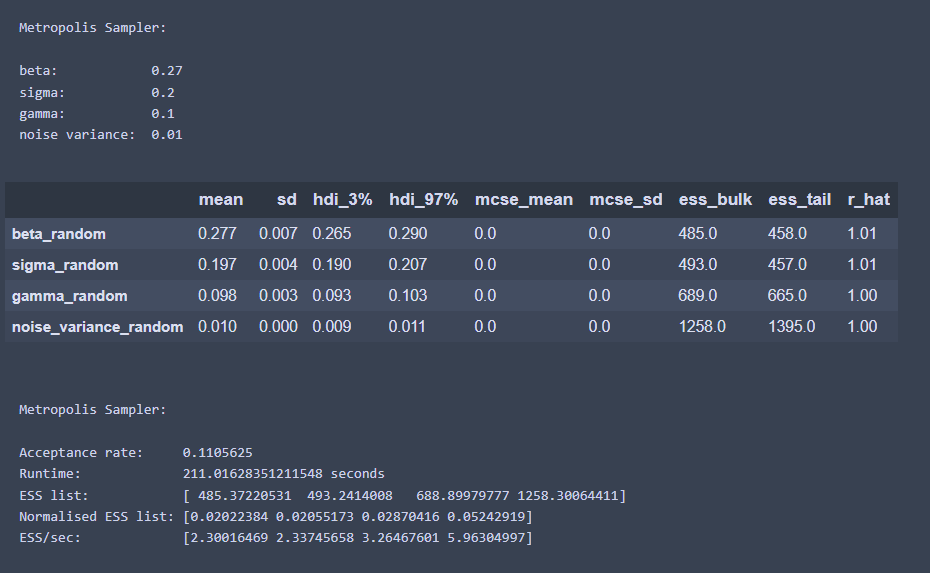 Metropolis Sampler:
beta: 0.27
sigma: 0.2
gamma: 0.1
noise variance: 0.01
mean sd hdi_3% hdi_97% mcse_mean mcse_sd ess_bulk ess_tail r_hat
beta_random 0.277 0.007 0.265 0.290 0.0 0.0 485.0 458.0 1.01
sigma_random 0.197 0.004 0.190 0.207 0.0 0.0 493.0 457.0 1.01
gamma_random 0.098 0.003 0.093 0.103 0.0 0.0 689.0 665.0 1.00
noise_variance_random 0.010 0.000 0.009 0.011 0.0 0.0 1258.0 1395.0 1.00
Metropolis Sampler:
Acceptance rate: 0.1105625
Runtime: 211.01628351211548 seconds
ESS list: [ 485.37220531 493.2414008 688.89979777 1258.30064411]
Normalised ESS list: [0.02022384 0.02055173 0.02870416 0.05242919]
ESS/sec: [2.30016469 2.33745658 3.26467601 5.96304997]